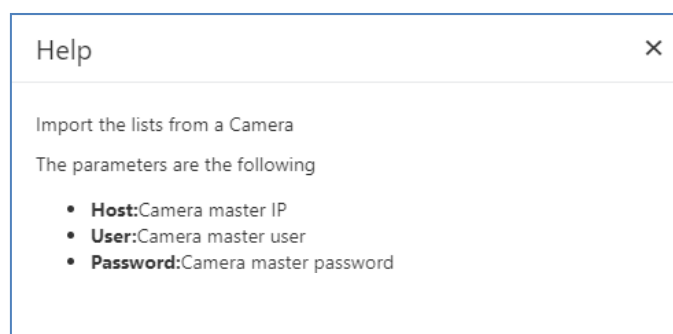 Help
Import the lists from a Camera
The parameters are the following
Host:Camera master IP
User:Camera master user
Password:Camera master password